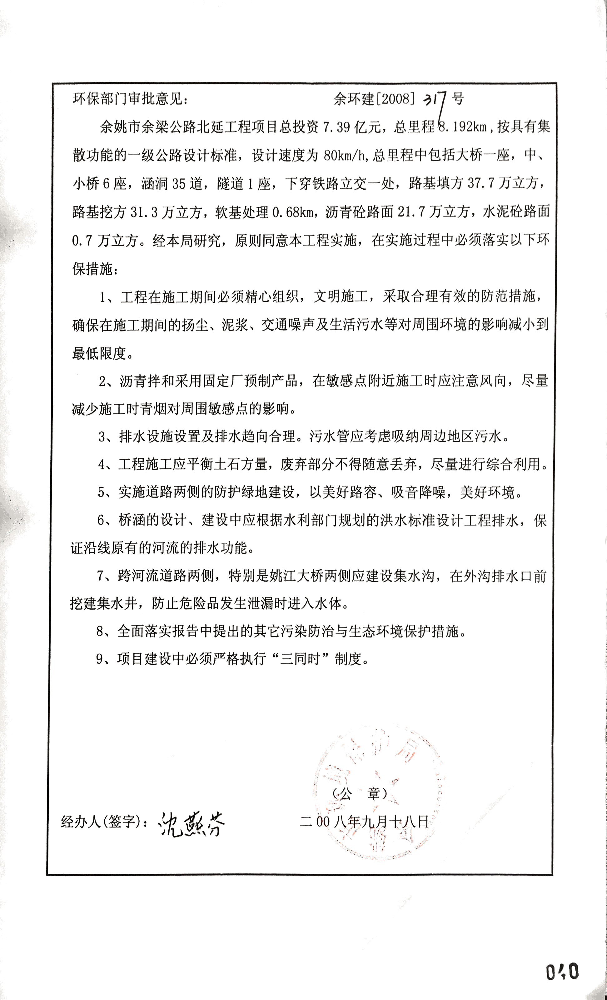 环保部门审批意见： 余环建[2008] 317 号
余姚市余梁公路北延工程项目总投资 7.39 亿元，总里程 8.192km,按具有集
散功能的一级公路设计标准，设计速度为 80km/h,总里程中包括大桥一座，中、
小桥 6 座，涵洞 35 道，隧道 1 座，下穿铁路立交一处，路基填方 37.7 万立方，
路基挖方 31.3 万立方，软基处理 0.68km，沥青砼路面 21.7 万立方，水泥砼路面
0.7 万立方。经本局研究，原则同意本工程实施，在实施过程中必须落实以下环
保措施：
1、工程在施工期间必须精心组织，文明施工，采取合理有效的防范措施，
确保在施工期间的扬尘、泥浆、交通噪声及生活污水等对周围环境的影响减小到
最低限度。
2、沥青拌和采用固定厂预制产品，在敏感点附近施工时应注意风向，尽量
减少施工时青烟对周围敏感点的影响。
3、排水设施设置及排水趋向合理。污水管应考虑吸纳周边地区污水。
4、工程施工应平衡土石方量，废弃部分不得随意丢弃，尽量进行综合利用。
5、实施道路两侧的防护绿地建设，以美好路容、吸音降噪，美好环境。
6、桥涵的设计、建设中应根据水利部门规划的洪水标准设计工程排水，保
证沿线原有的河流的排水功能。
7、跨河流道路两侧，特别是姚江大桥两侧应建设集水沟，在外沟排水口前
挖建集水井，防止危险品发生泄漏时进入水体。
8、全面落实报告中提出的其它污染防治与生态环境保护措施。
9、项目建设中必须严格执行“三同时”制度。
余姚市环境保护局
（公 章）
经办人(签字)：沈燕芬 二00八年九月十八日
040